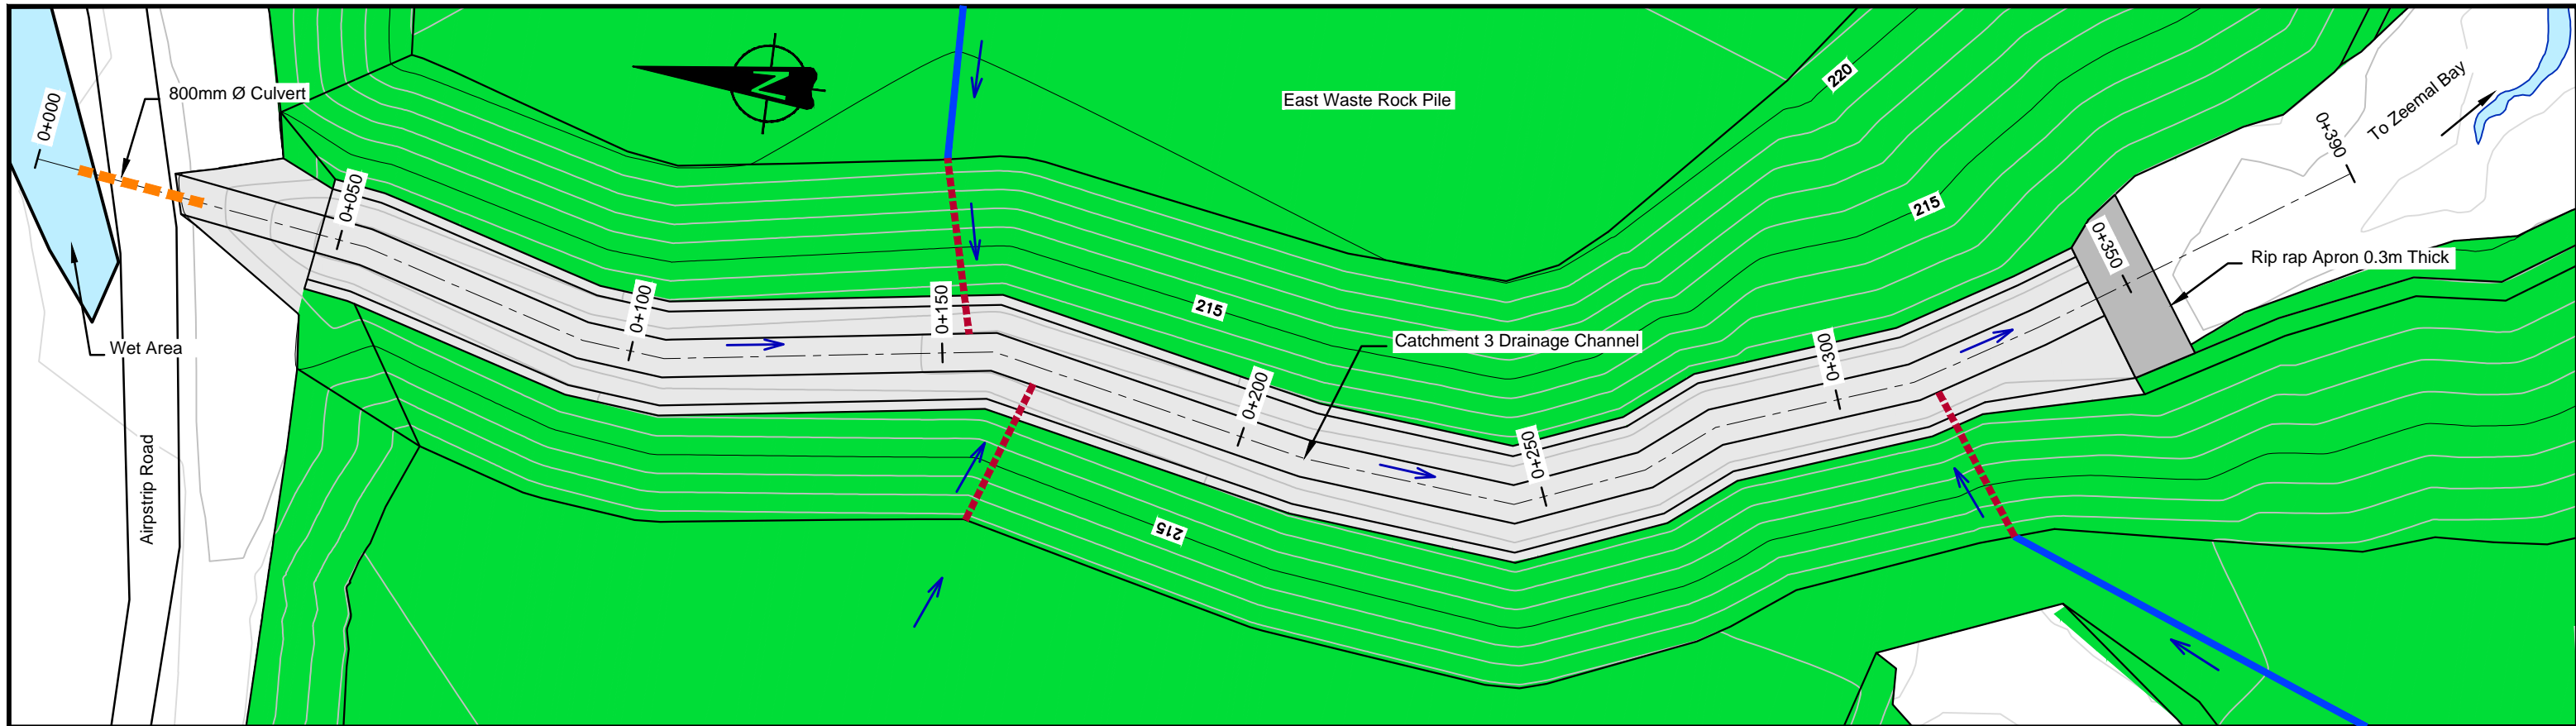 0+000
800mm Ø Culvert
N
East Waste Rock Pile
220
0+390
To Zeemal Bay
0+050
215
0+350
Rip rap Apron 0.3m Thick
Wet Area
0+100
0+150
215
Catchment 3 Drainage Channel
0+300
0+200
0+250
Airpstrip Road
215